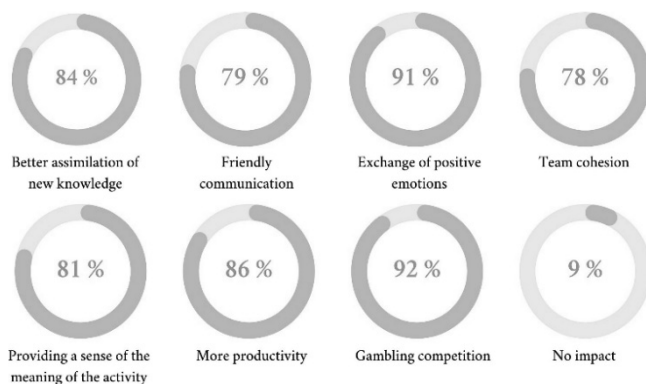 84 %
Better assimilation of
new knowledge
79 %
Friendly
communication
91 %
Exchange of positive
emotions
78 %
Team cohesion
81 %
Providing a sense of the
meaning of the activity
86 %
More productivity
92 %
Gambling competition
9 %
No impact